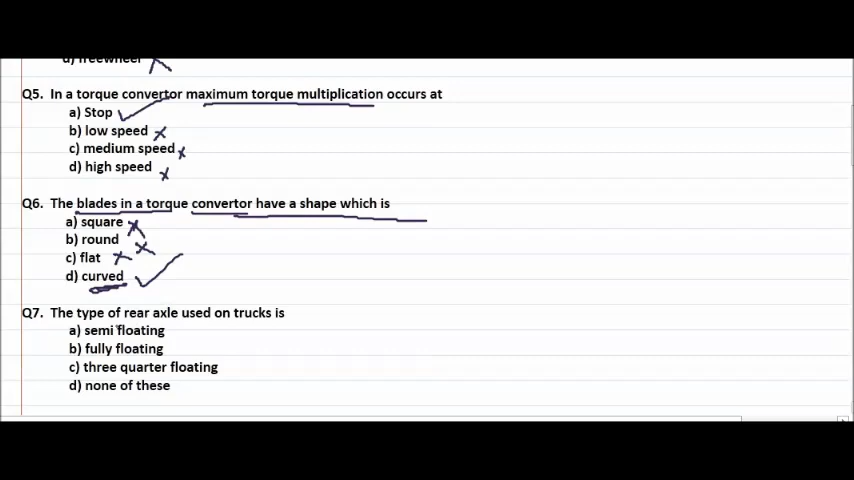 d) freewheel
Q5. In a torque convertor maximum torque multiplication occurs at
a) Stop
b) low speed
c) medium speed
d) high speed
Q6. The blades in a torque convertor have a shape which is
a) square
b) round
c) flat
d) curved
Q7. The type of rear axle used on trucks is
a) semi floating
b) fully floating
c) three quarter floating
d) none of these